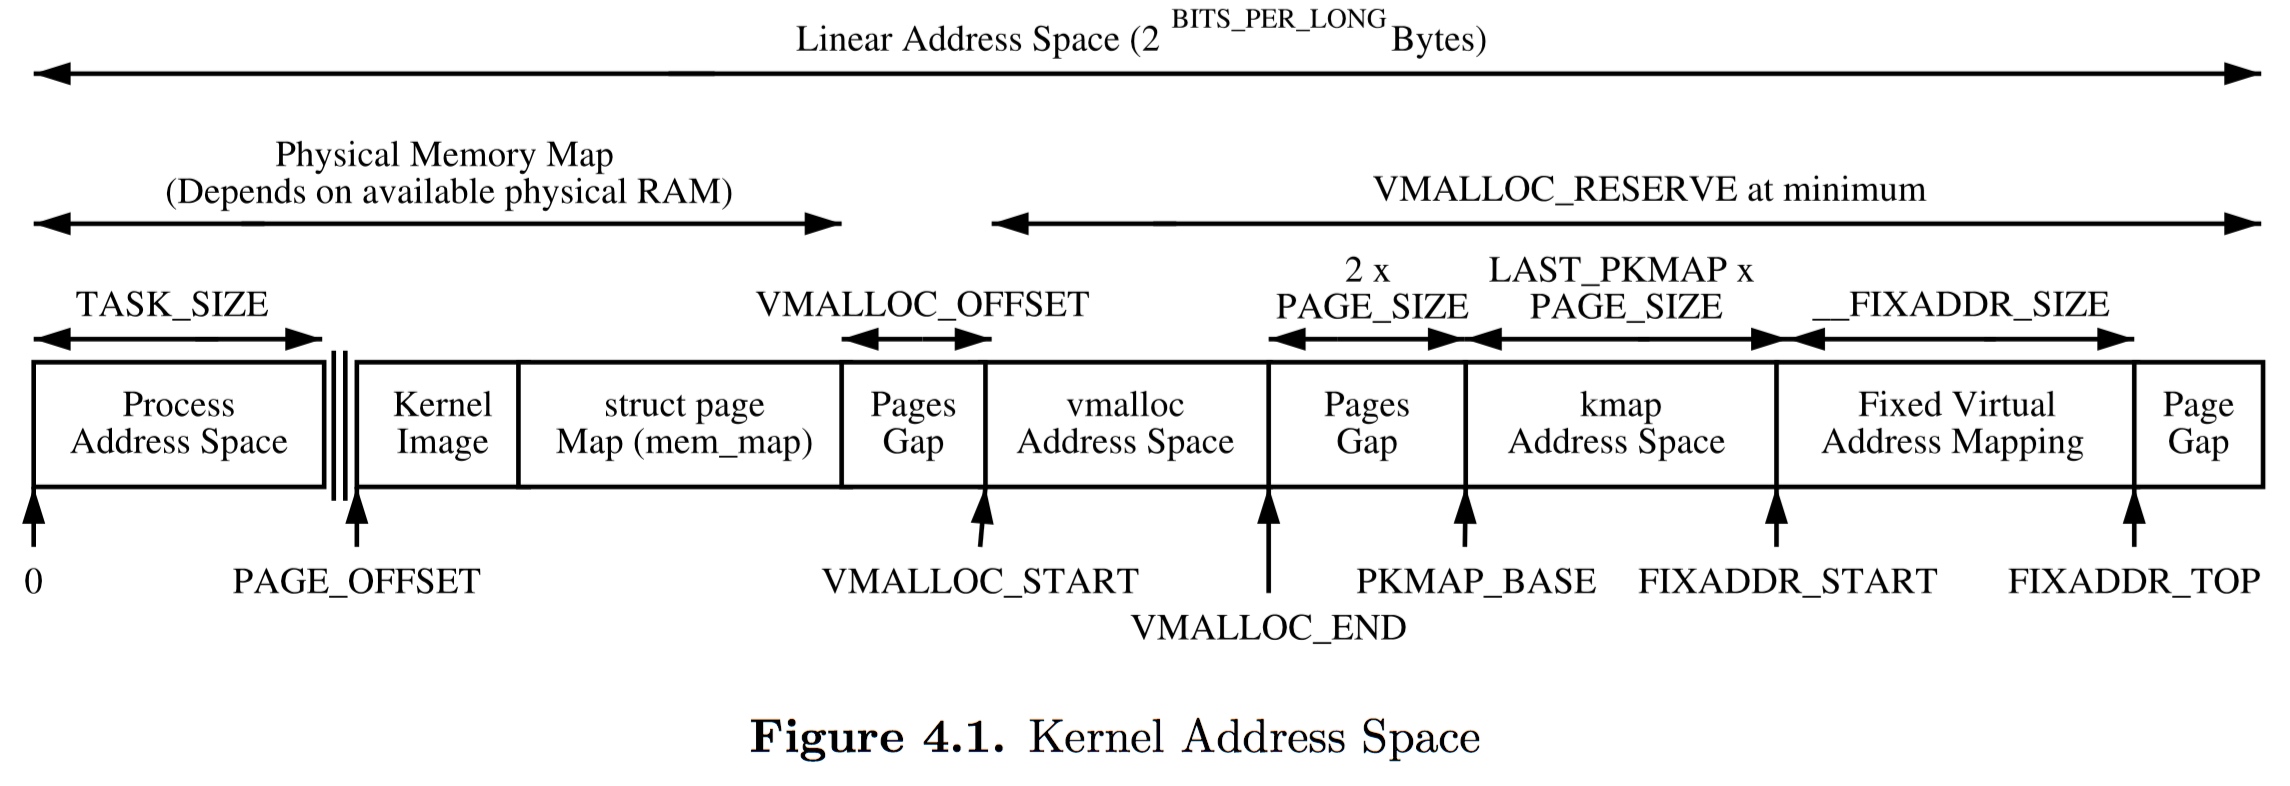 Linear Address Space (2 BITS_PER_LONG Bytes)
Physical Memory Map
(Depends on available physical RAM)
VMALLOC_RESERVE at minimum
TASK_SIZE
VMALLOC_OFFSET
2 x
PAGE_SIZE
LAST_PKMAP x
PAGE_SIZE
__FIXADDR_SIZE
Process
Address Space
Kernel
Image
struct page
Map (mem_map)
Pages
Gap
vmalloc
Address Space
Pages
Gap
kmap
Address Space
Fixed Virtual
Address Mapping
Page
Gap
0
PAGE_OFFSET
VMALLOC_START
VMALLOC_END
PKMAP_BASE
FIXADDR_START
FIXADDR_TOP
Figure 4.1. Kernel Address Space